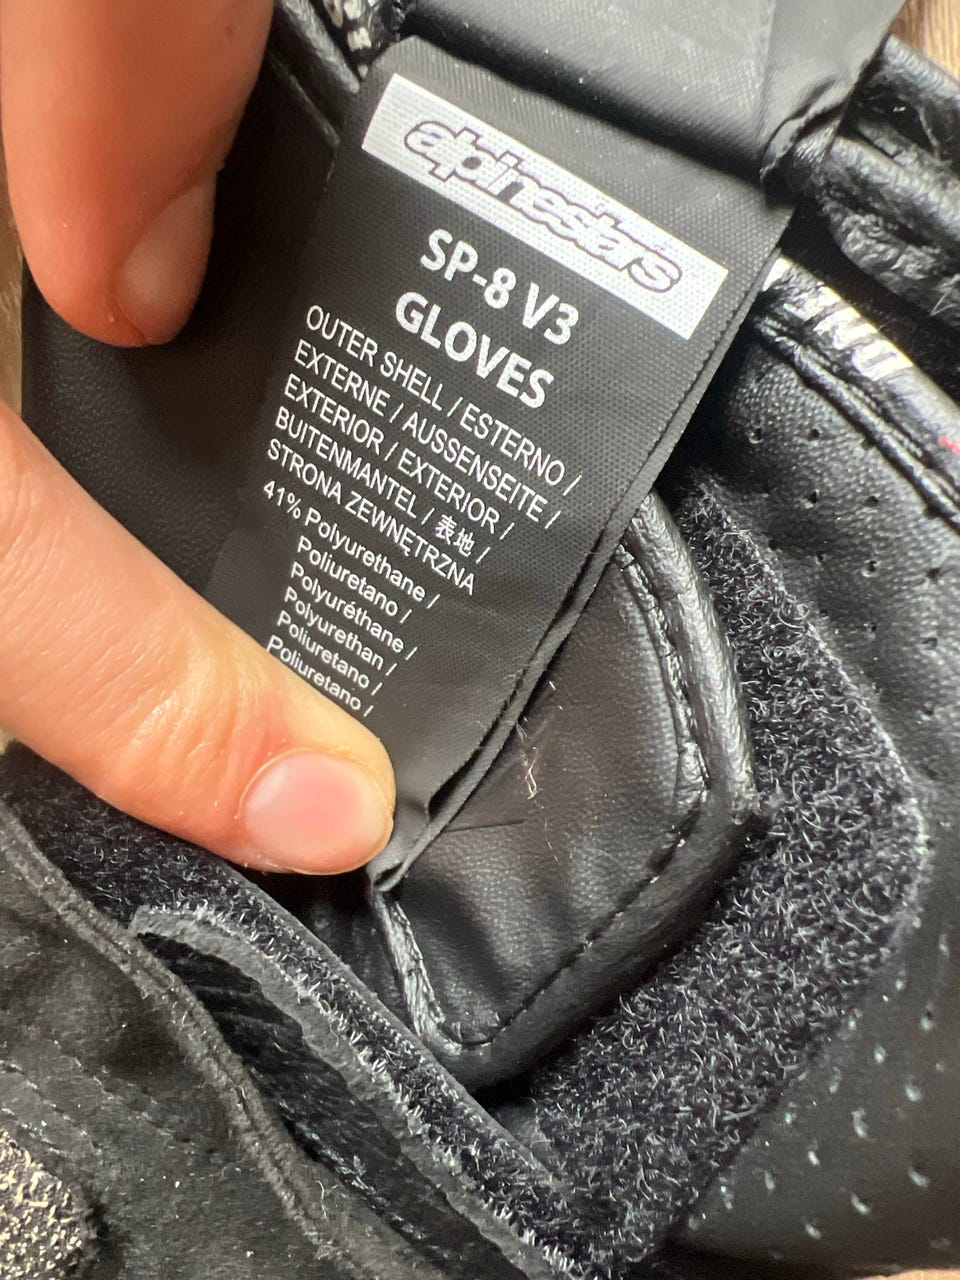 alpinestars
SP-8 V3
GLOVES
OUTER SHELL / ESTERNO /
EXTERNE / AUSSENSEITE /
EXTERIOR / EXTERIOR /
BUITENMANTEL / 表地 /
STRONA ZEWNĘTRZNA
41% Polyurethane /
Poliuretano /
Polyuréthane /
Polyurethan /
Poliuretano /
Poliuretano /